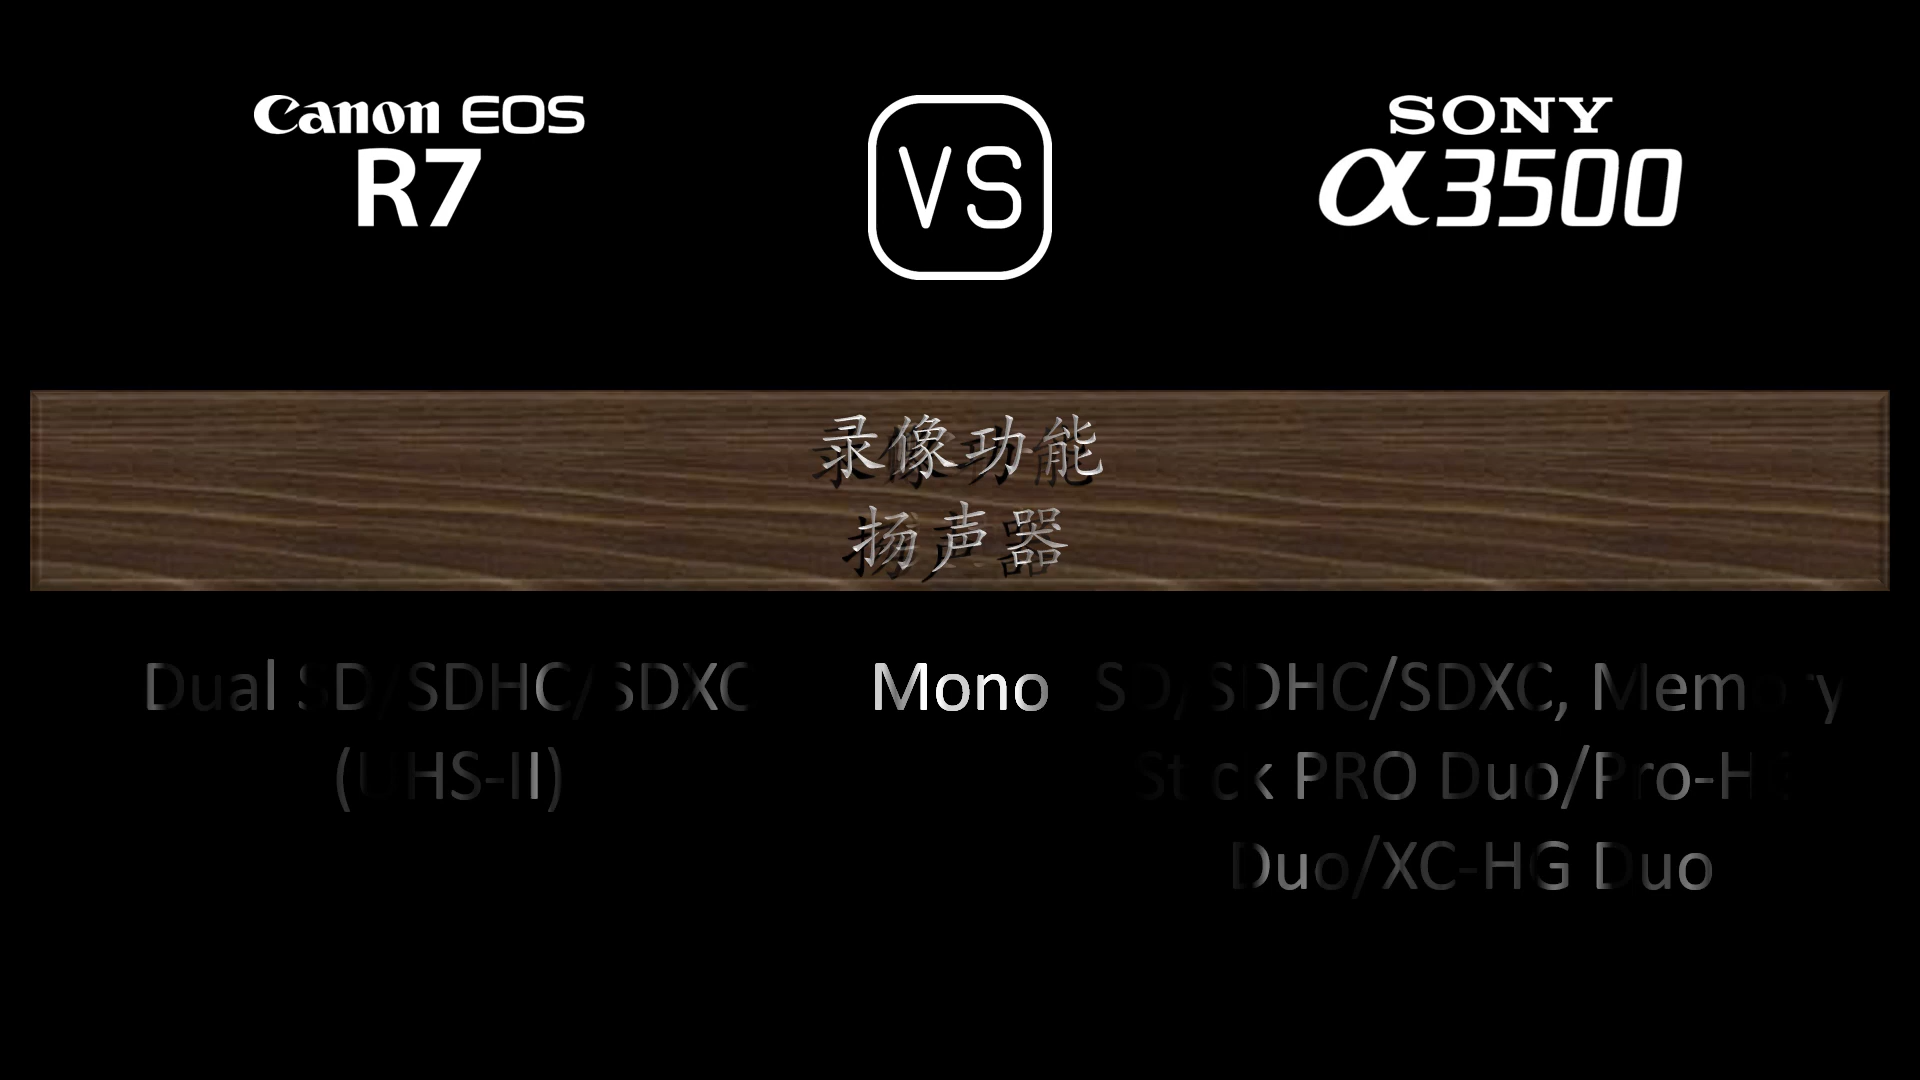 Canon EOS
R7
VS
SONY
α3500
录像功能
扬声器
Dual SD/SDHC/SDXC
(UHS-II)
Mono
SD/SDHC/SDXC, Memory
Stick PRO Duo/Pro-HG
Duo/XC-HG Duo